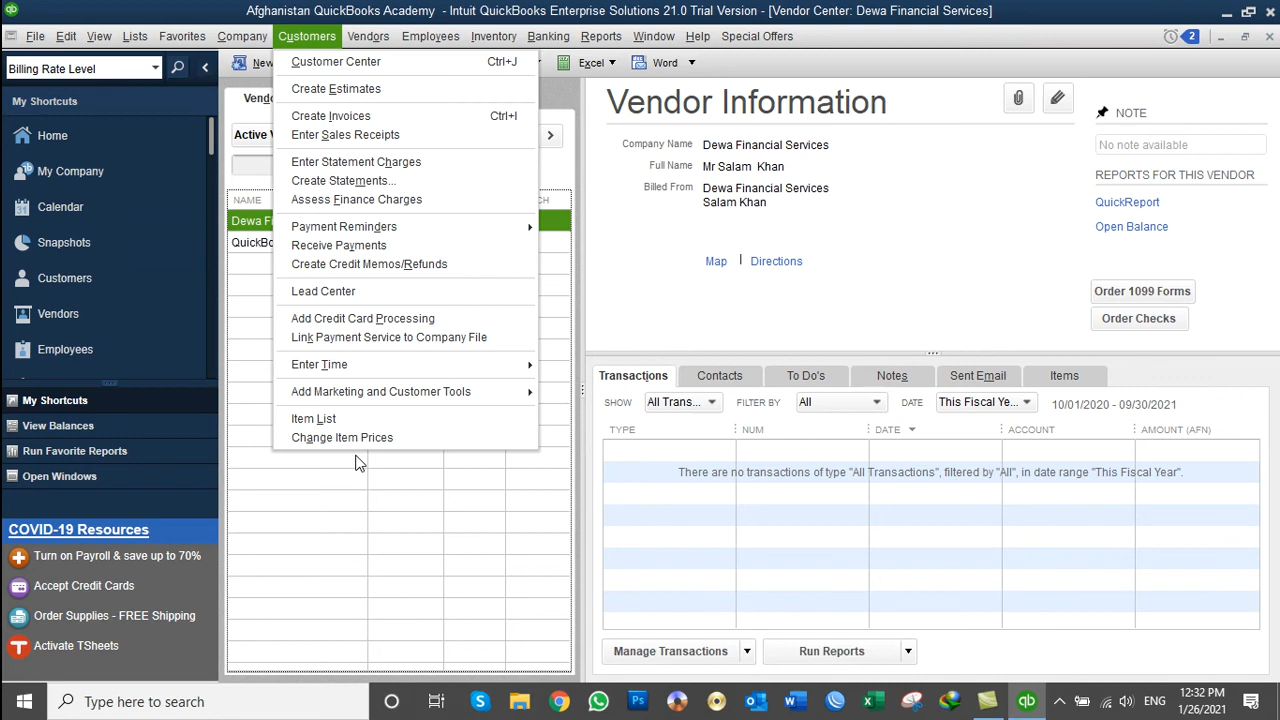 Afghanistan QuickBooks Academy - Intuit QuickBooks Enterprise Solutions 21.0 Trial Version - [Vendor Center: Dewa Financial Services]
File Edit View Lists Favorites Company Customers Vendors Employees Inventory Banking Reports Window Help Special Offers 2
Billing Rate Level
New
Excel
Word
My Shortcuts
Home
My Company
Calendar
Snapshots
Customers
Vendors
Employees
My Shortcuts
View Balances
Run Favorite Reports
Open Windows
COVID-19 Resources
Turn on Payroll & save up to 70%
Accept Credit Cards
Order Supplies - FREE Shipping
Activate TSheets
Active
NAME
Dewa
Customer Center Ctrl+J
Create Estimates
Create Invoices Ctrl+I
Enter Sales Receipts
Enter Statement Charges
Create Statements...
Assess Finance Charges
Payment Reminders
Receive Payments
Create Credit Memos/Refunds
Lead Center
Add Credit Card Processing
Link Payment Service to Company File
Enter Time
Add Marketing and Customer Tools
Item List
Change Item Prices
Vendor Information
Company Name Dewa Financial Services
Full Name Mr Salam Khan
Billed From Dewa Financial Services
Salam Khan
Map | Directions
NOTE
No note available
REPORTS FOR THIS VENDOR
QuickReport
Open Balance
Order 1099 Forms
Order Checks
Transactions Contacts To Do's Notes Sent Email Items
SHOW All Trans... FILTER BY All DATE This Fiscal Ye... 10/01/2020 - 09/30/2021
TYPE NUM DATE ACCOUNT AMOUNT (AFN)
There are no transactions of type "All Transactions", filtered by "All", in date range "This Fiscal Year".
Manage Transactions Run Reports
Type here to search
ENG
12:32 PM
1/26/2021